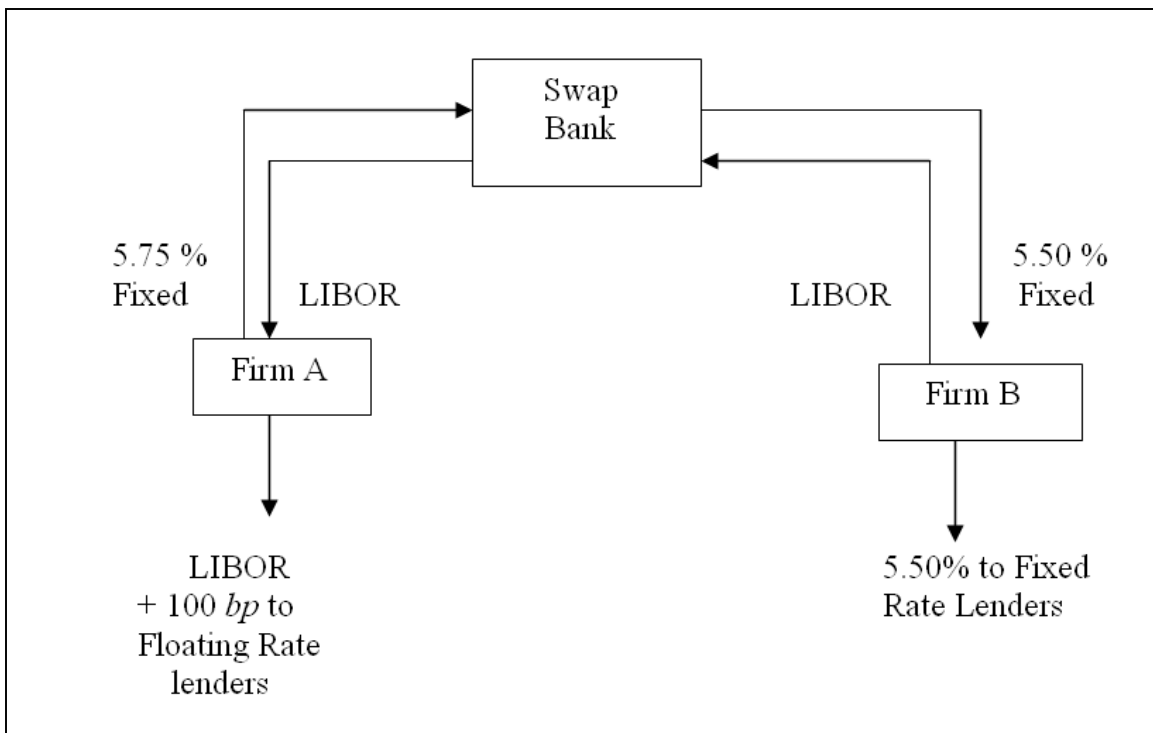 Swap
Bank
5.75 %
Fixed
LIBOR
LIBOR
5.50 %
Fixed
Firm A
Firm B
LIBOR
+ 100 bp to
Floating Rate
lenders
5.50% to Fixed
Rate Lenders